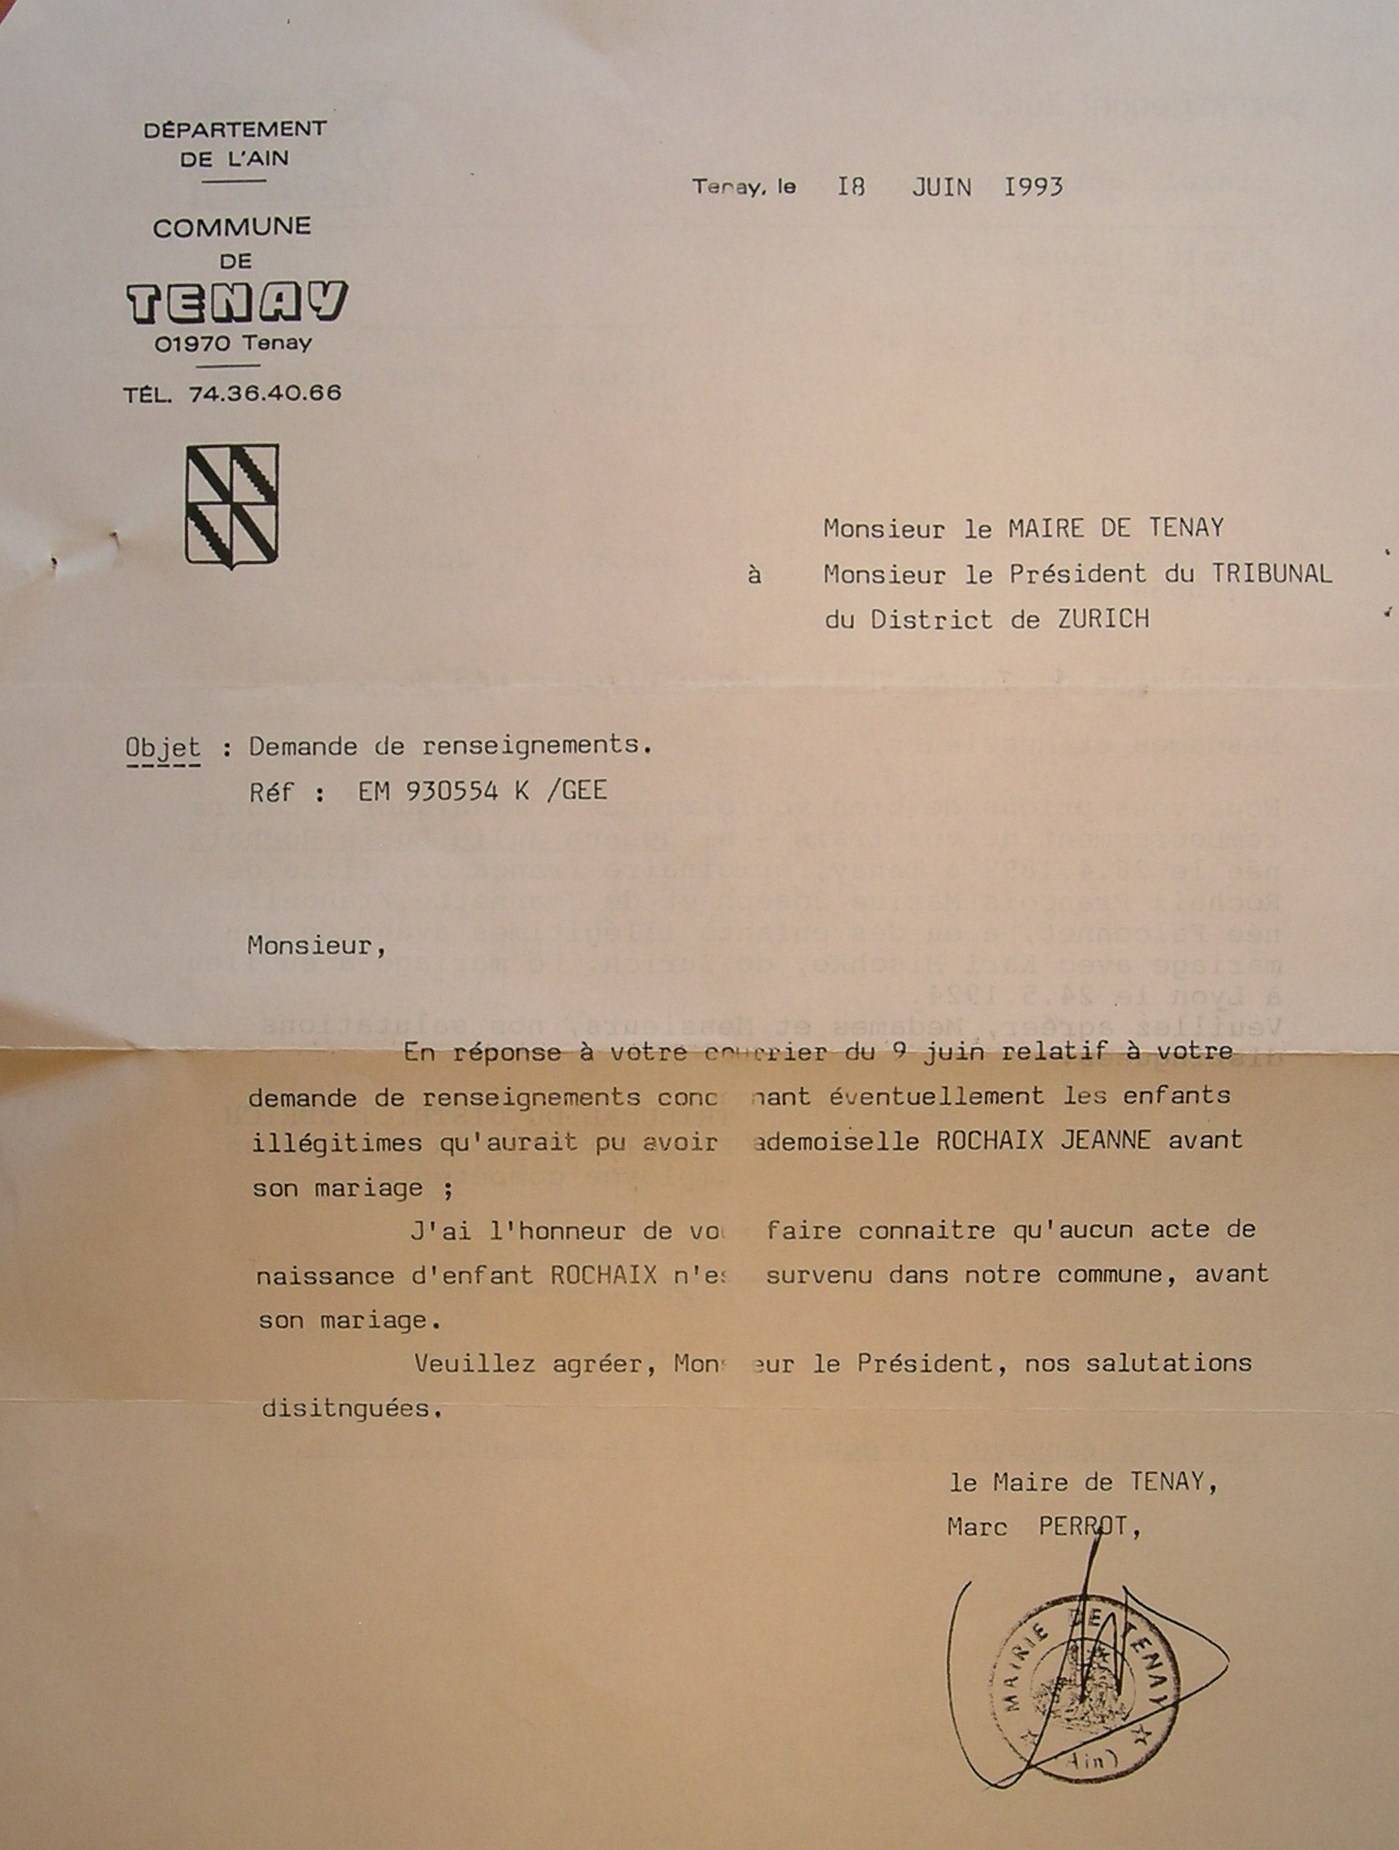 DÉPARTEMENT
DE L'AIN
COMMUNE
DE
TENAY
01970 Tenay
TÉL. 74.36.40.66
Tenay, le I8 JUIN I993
Monsieur le MAIRE DE TENAY
à Monsieur le Président du TRIBUNAL
du District de ZURICH
Objet : Demande de renseignements.
Réf : EM 930554 K /GEE
Monsieur,
En réponse à votre courrier du 9 juin relatif à votre
demande de renseignements conc nant éventuellement les enfants
illégitimes qu'aurait pu avoir ademoiselle ROCHAIX JEANNE avant
son mariage ;
J'ai l'honneur de vou faire connaitre qu'aucun acte de
naissance d'enfant ROCHAIX n'es survenu dans notre commune, avant
son mariage.
Veuillez agréer, Mons eur le Président, nos salutations
disitnguées.
le Maire de TENAY,
Marc PERROT,
MAIRIE DE TENAY
(Ain)